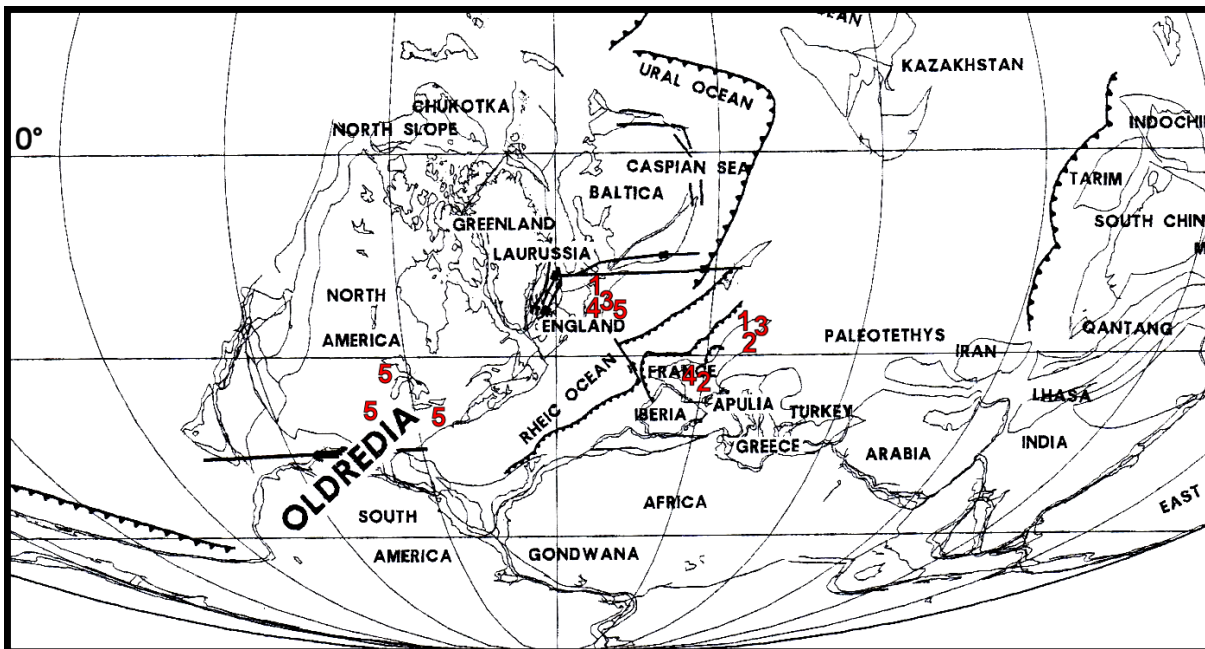 EAN
URAL OCEAN
KAZAKHSTAN
CHUKOTKA
NORTH SLOPE
0°
INDOCHI
CASPIAN SEA
BALTICA
TARIM
GREENLAND
SOUTH CHIN
LAURUSSIA
M
1
3
4 5
NORTH
ENGLAND
1 3
2
AMERICA
PALEOTETHYS
QANTANG
IRAN
5
FRANCE
4 2
LHASA
5
5
RHEIC OCEAN
IBERIA
APULIA
TURKEY
OLDREDIA
GREECE
ARABIA
INDIA
AFRICA
EAST
SOUTH
AMERICA
GONDWANA